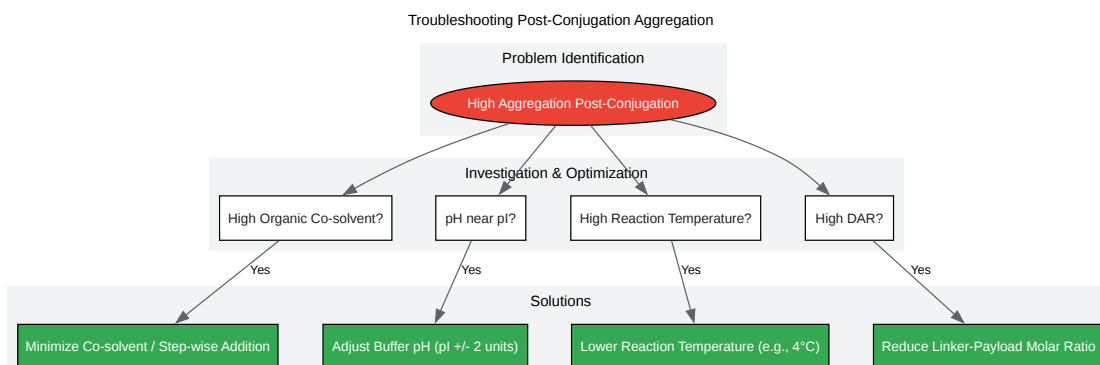 Troubleshooting Post-Conjugation Aggregation
Problem Identification
High Aggregation Post-Conjugation
Investigation & Optimization
High Organic Co-solvent?
pH near pI?
High Reaction Temperature?
High DAR?
Yes
Yes
Yes
Yes
Solutions
Minimize Co-solvent / Step-wise Addition
Adjust Buffer pH (pI +/- 2 units)
Lower Reaction Temperature (e.g., 4°C)
Reduce Linker-Payload Molar Ratio